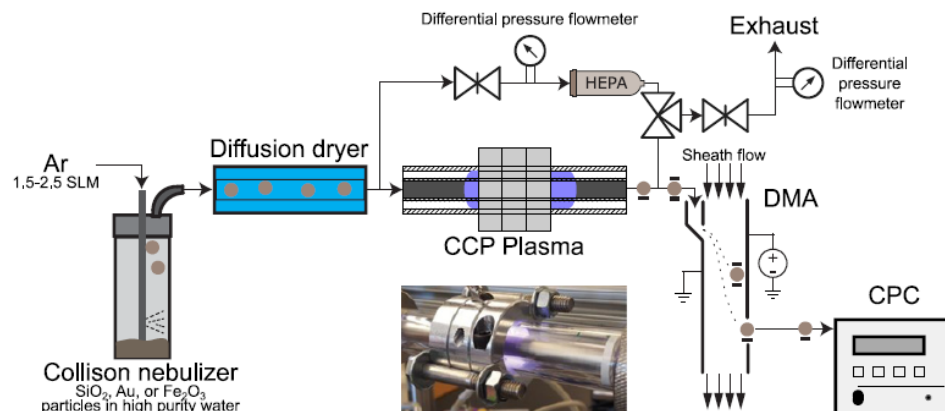 Differential pressure flowmeter
Exhaust
Differential
pressure
flowmeter
HEPA
Ar
1,5-2,5 SLM
Diffusion dryer
Sheath flow
DMA
CCP Plasma
CPC
Collison nebulizer
SiO₂, Au, or Fe₂O₃
particles in high purity water